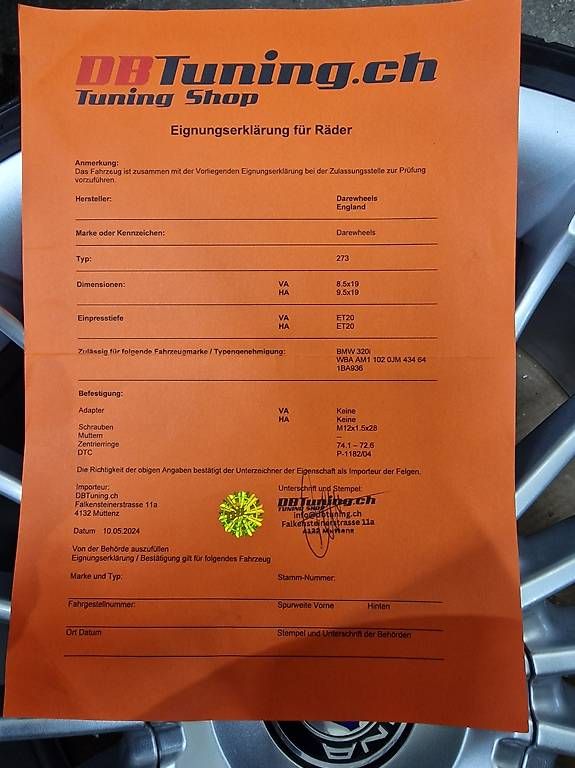 DBTuning.ch
Tuning Shop
Eignungserklärung für Räder
Anmerkung:
Das Fahrzeug ist zusammen mit der Vorliegenden Eignungserklärung bei der Zulassungsstelle zur Prüfung
vorzuführen.
Hersteller: Darewheels
England
Marke oder Kennzeichen: Darewheels
Typ: 273
Dimensionen: VA 8.5x19
HA 9.5x19
Einpresstiefe VA ET20
HA ET20
Zulässig für folgende Fahrzeugmarke / Typengenehmigung: BMW 320i
WBA AM1 102 0JM 434 64
1BA936
Befestigung:
Adapter VA Keine
HA Keine
Schrauben M12x1,5x28
Muttern --
Zentrierringe 74.1 – 72.6
DTC P-1182/04
Die Richtigkeit der obigen Angaben bestätigt der Unterzeichner der Eigenschaft als Importeur der Felgen.
Importeur: Unterschrift und Stempel:
DBTuning.ch DBTuning.ch
TUNING SHOP
Falkensteinerstrasse 11a info@dbtuning.ch
4132 Muttenz Falkensteinerstrasse 11a
4132 Muttenz
Datum 10.05.2024
Von der Behörde auszufüllen
Eignungserklärung / Bestätigung gilt für folgendes Fahrzeug
Marke und Typ: Stamm-Nummer:
Fahrgestellnummer: Spurweite Vorne Hinten
Ort Datum Stempel und Unterschrift der Behörden